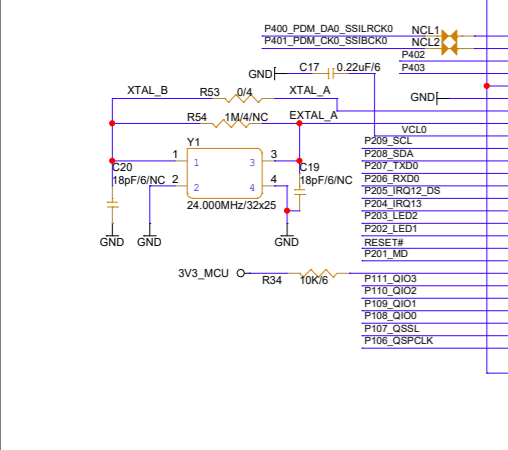 P400_PDM_DA0_SSILRCK0 NCL1
P401_PDM_CK0_SSIBCK0 NCL2
P402
C17 0.22uF/6 P403
GND
XTAL_B R53 0/4 XTAL_A GND
R54 1M/4/NC EXTAL_A
VCL0
Y1 P209_SCL
1 1 3 3 P208_SDA
C20 C19 P207_TXD0
18pF/6/NC 18pF/6/NC P206_RXD0
2 2 4 4 P205_IRQ12_DS
24.000MHz/32x25 P204_IRQ13
P203_LED2
P202_LED1
GND GND GND RESET#
P201_MD
3V3_MCU R34 10K/6
P111_QIO3
P110_QIO2
P109_QIO1
P108_QIO0
P107_QSSL
P106_QSPCLK